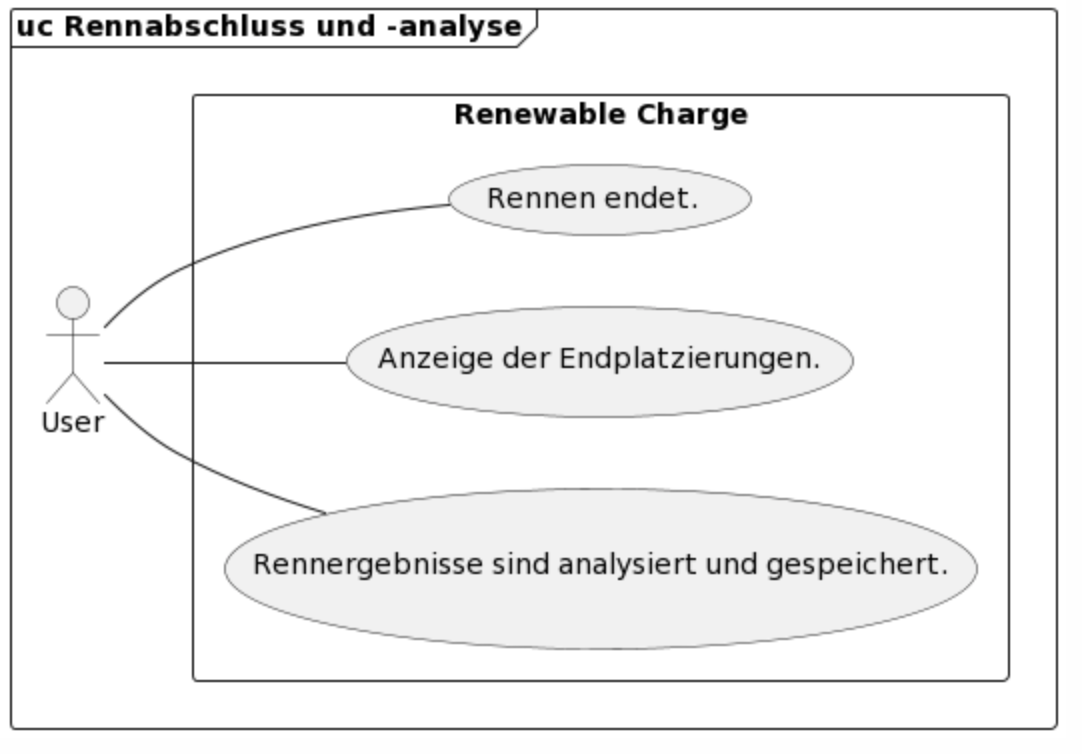 uc Rennabschluss und -analyse
Renewable Charge
Rennen endet.
Anzeige der Endplatzierungen.
User
Rennergebnisse sind analysiert und gespeichert.